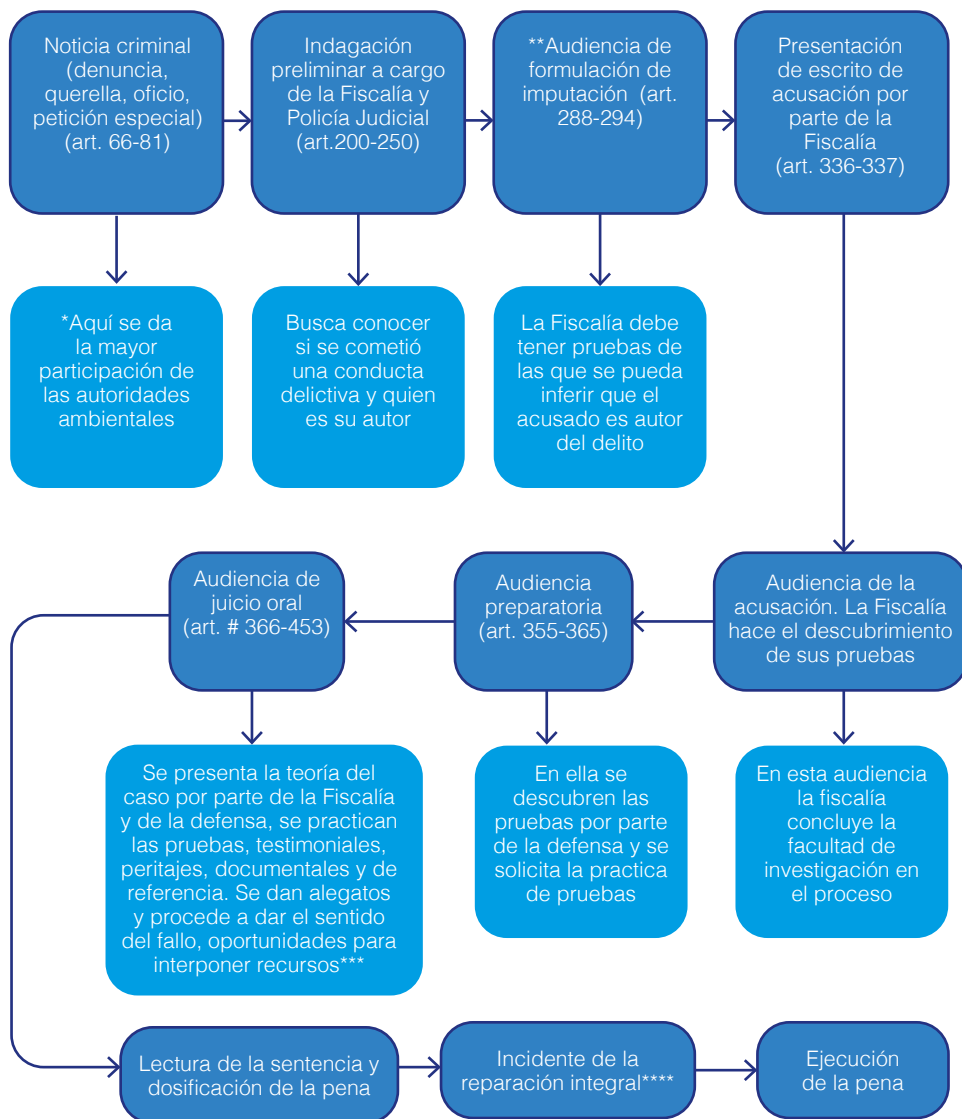 Noticia criminal
(denuncia,
querella, oficio,
petición especial)
(art. 66-81)
Indagación
preliminar a cargo
de la Fiscalía y
Policía Judicial
(art.200-250)
**Audiencia de
formulación de
imputación (art.
288-294)
Presentación
de escrito de
acusación por
parte de la
Fiscalía
(art. 336-337)
*Aquí se da
la mayor
participación de
las autoridades
ambientales
Busca conocer
si se cometió
una conducta
delictiva y quien
es su autor
La Fiscalía debe
tener pruebas de
las que se pueda
inferir que el
acusado es autor
del delito
Audiencia de la
acusación. La Fiscalía
hace el descubrimiento
de sus pruebas
Audiencia
preparatoria
(art. 355-365)
Audiencia de
juicio oral
(art. # 366-453)
En esta audiencia
la fiscalía
concluye la
facultad de
investigación en
el proceso
En ella se
descubren las
pruebas por parte
de la defensa y se
solicita la practica
de pruebas
Se presenta la teoría del
caso por parte de la Fiscalía
y de la defensa, se practican
las pruebas, testimoniales,
peritajes, documentales y de
referencia. Se dan alegatos
y procede a dar el sentido
del fallo, oportunidades para
interponer recursos***
Lectura de la sentencia y
dosificación de la pena
Incidente de la
reparación integral****
Ejecución
de la pena